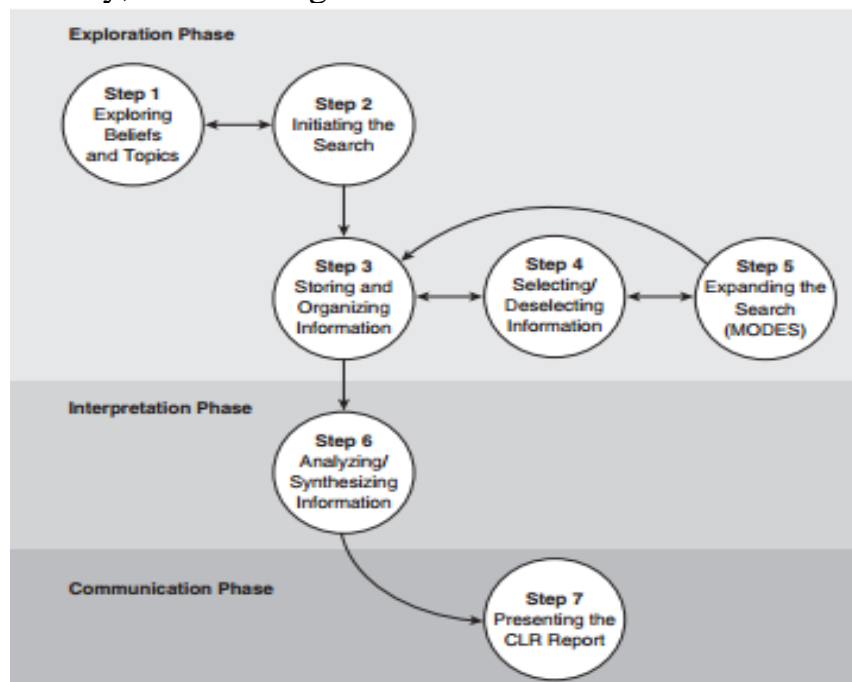 Exploration Phase
Step 1
Exploring
Beliefs
and Topics
Step 2
Initiating the
Search
Step 3
Storing and
Organizing
Information
Step 4
Selecting/
Deselecting
Information
Step 5
Expanding the
Search
(MODES)
Interpretation Phase
Step 6
Analyzing/
Synthesizing
Information
Communication Phase
Step 7
Presenting the
CLR Report